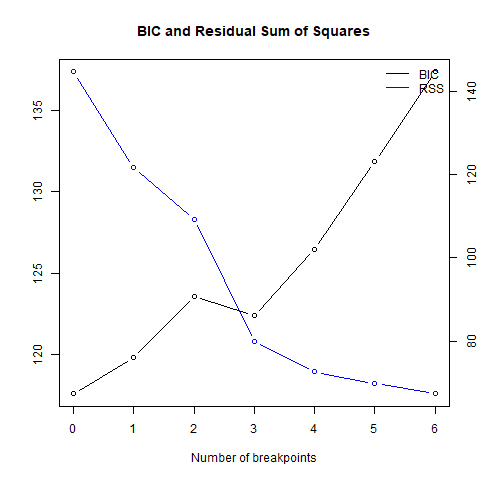 BIC and Residual Sum of Squares
BIC
RSS
135
130
125
120
140
120
100
80
0 1 2 3 4 5 6
Number of breakpoints